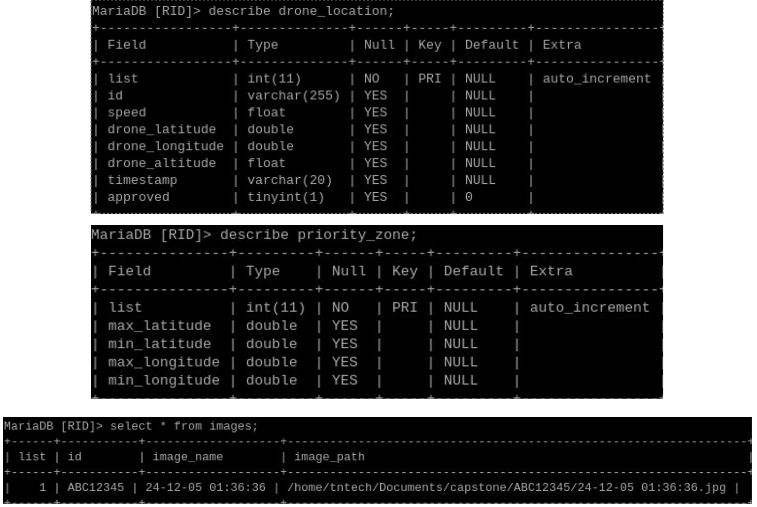 MariaDB [RID]> describe drone_location;
+-----------------+--------------+------+-----+---------+----------------+
| Field           | Type         | Null | Key | Default | Extra
+-----------------+--------------+------+-----+---------+----------------+
| list            | int(11)      | NO   | PRI | NULL    | auto_increment
| id              | varchar(255) | YES  |     | NULL    |
| speed           | float        | YES  |     | NULL    |
| drone_latitude  | double       | YES  |     | NULL    |
| drone_longitude | double       | YES  |     | NULL    |
| drone_altitude  | float        | YES  |     | NULL    |
| timestamp       | varchar(20)  | YES  |     | NULL    |
| approved        | tinyint(1)   | YES  |     | 0       |
MariaDB [RID]> describe priority_zone;
+---------------+---------+------+-----+---------+----------------+
| Field         | Type    | Null | Key | Default | Extra
+---------------+---------+------+-----+---------+----------------+
| list          | int(11) | NO   | PRI | NULL    | auto_increment
| max_latitude  | double  | YES  |     | NULL    |
| min_latitude  | double  | YES  |     | NULL    |
| max_longitude | double  | YES  |     | NULL    |
| min_longitude | double  | YES  |     | NULL    |
MariaDB [RID]> select * from images;
+------+----------+-------------------+----------------------------------------------------------------+
| list | id       | image_name        | image_path
+------+----------+-------------------+----------------------------------------------------------------+
|    1 | ABC12345 | 24-12-05 01:36:36 | /home/tntech/Documents/capstone/ABC12345/24-12-05 01:36:36.jpg |